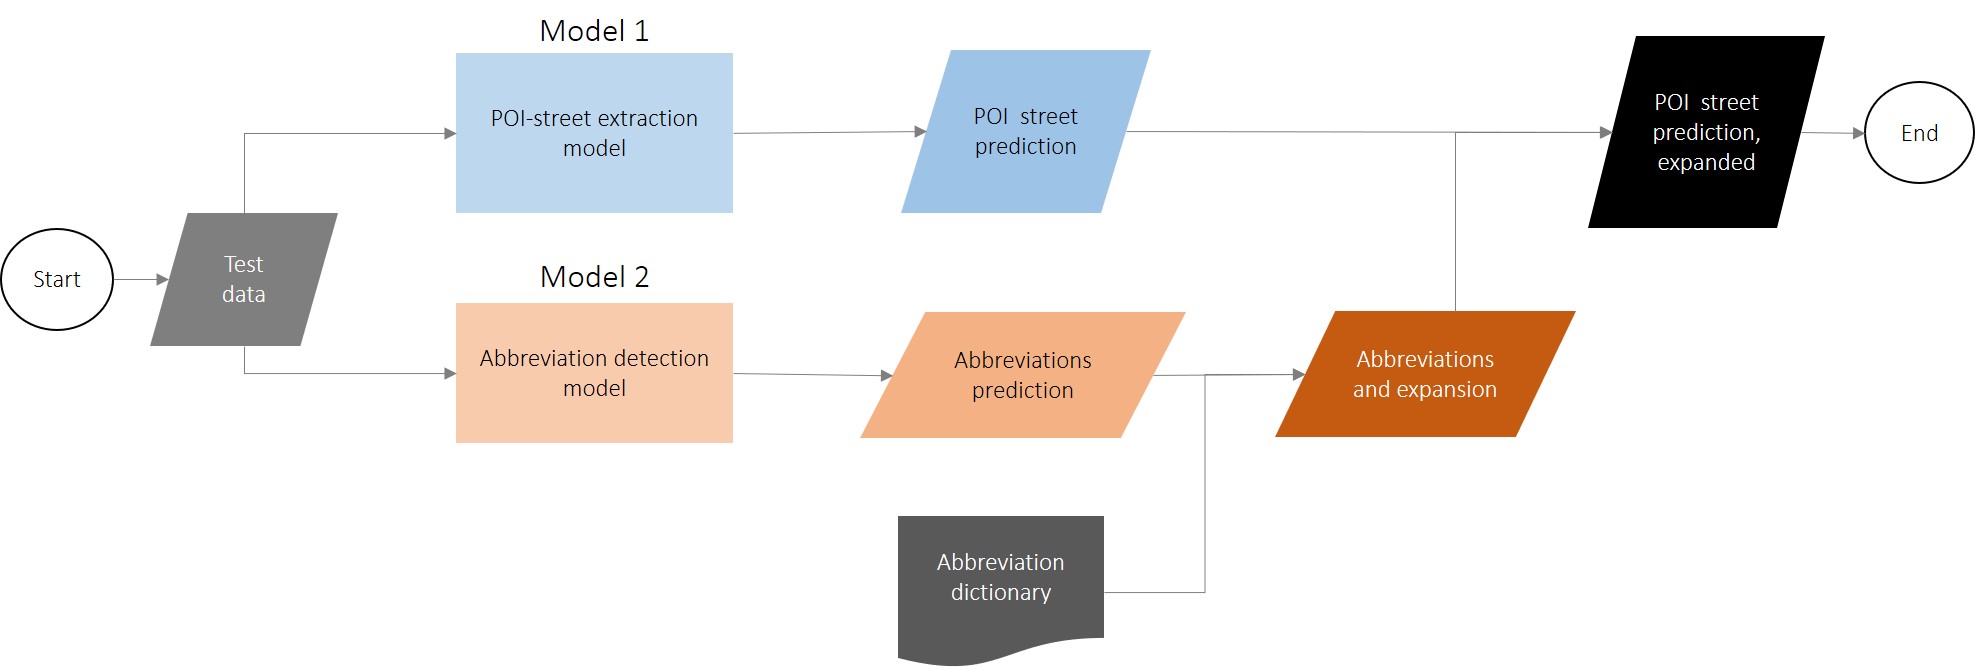 Start
Test
data
Model 1
POI-street extraction
model
POI street
prediction
Model 2
Abbreviation detection
model
Abbreviations
prediction
Abbreviation
dictionary
Abbreviations
and expansion
POI street
prediction,
expanded
End